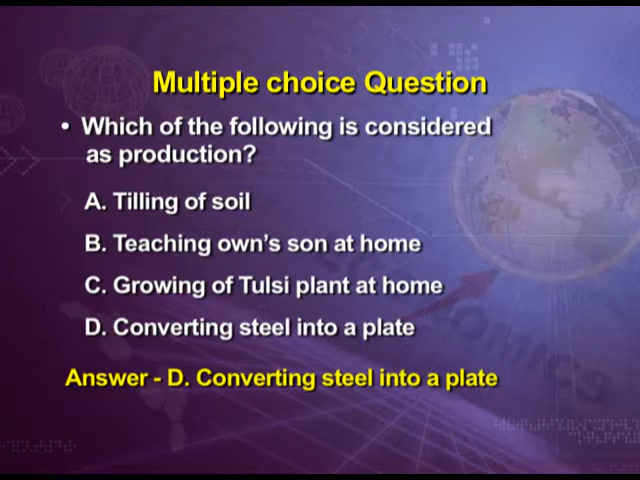 Multiple choice Question
• Which of the following is considered
as production?
A. Tilling of soil
B. Teaching own's son at home
C. Growing of Tulsi plant at home
D. Converting steel into a plate
Answer - D. Converting steel into a plate